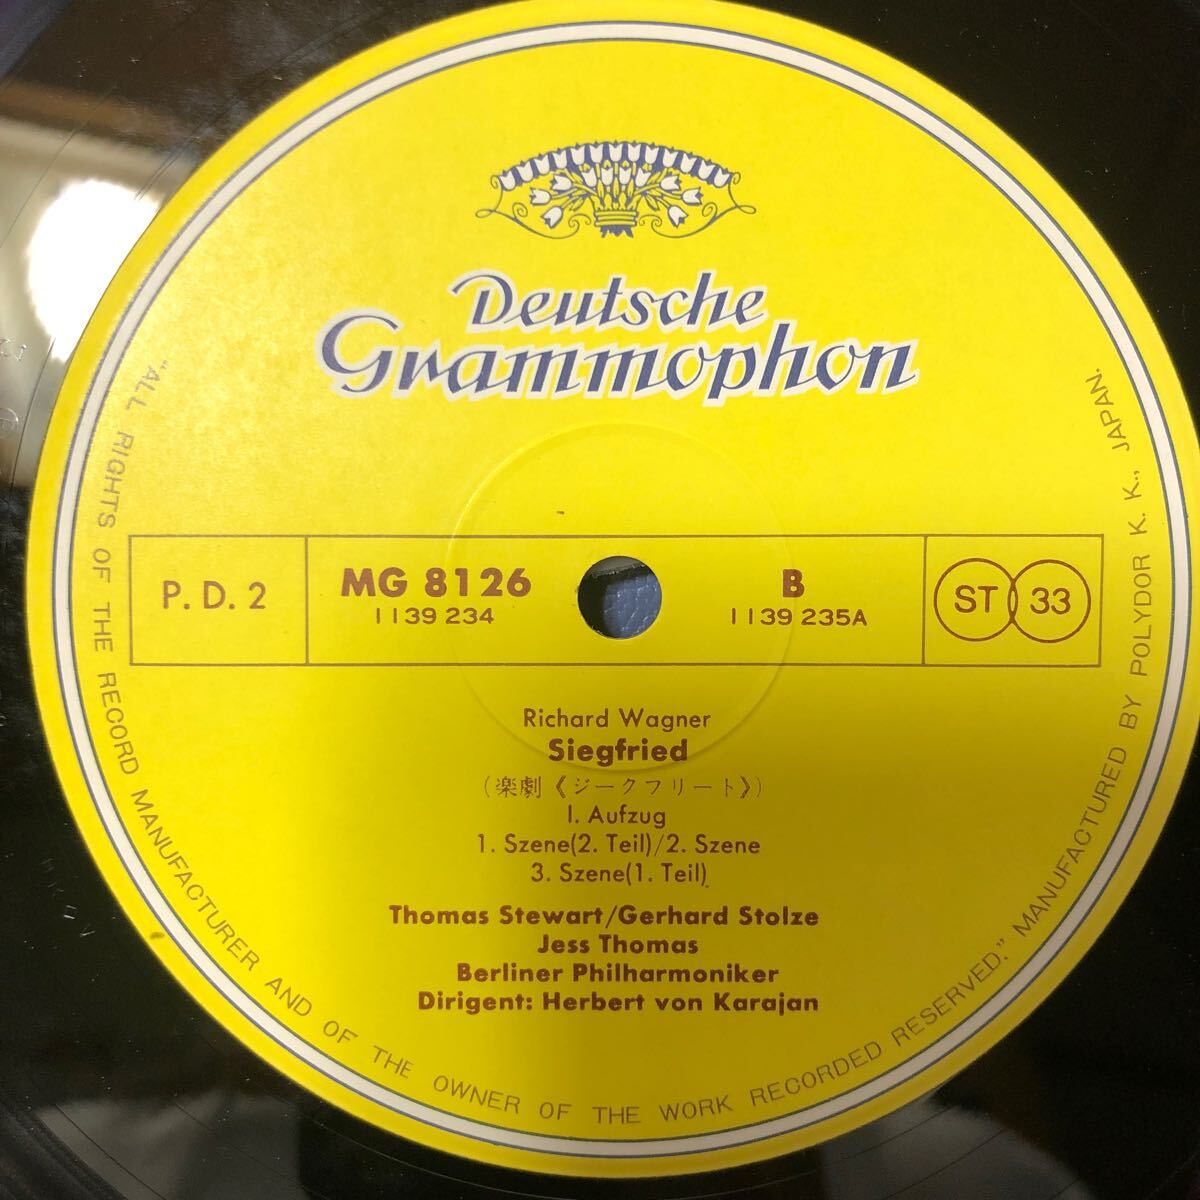 Deutsche
Grammophon
P. D. 2
MG 8126
1139 234
B
1139 235A
ST 33
Richard Wagner
Siegfried
(楽劇《ジークフリート》)
I. Aufzug
1. Szene(2. Teil)/2. Szene
3. Szene(1. Teil)
Thomas Stewart/Gerhard Stolze
Jess Thomas
Berliner Philharmoniker
Dirigent: Herbert von Karajan
"ALL RIGHTS OF THE RECORD MANUFACTURER AND OF THE OWNER OF THE WORK RECORDED RESERVED." MANUFACTURED BY POLYDOR K. K., JAPAN.